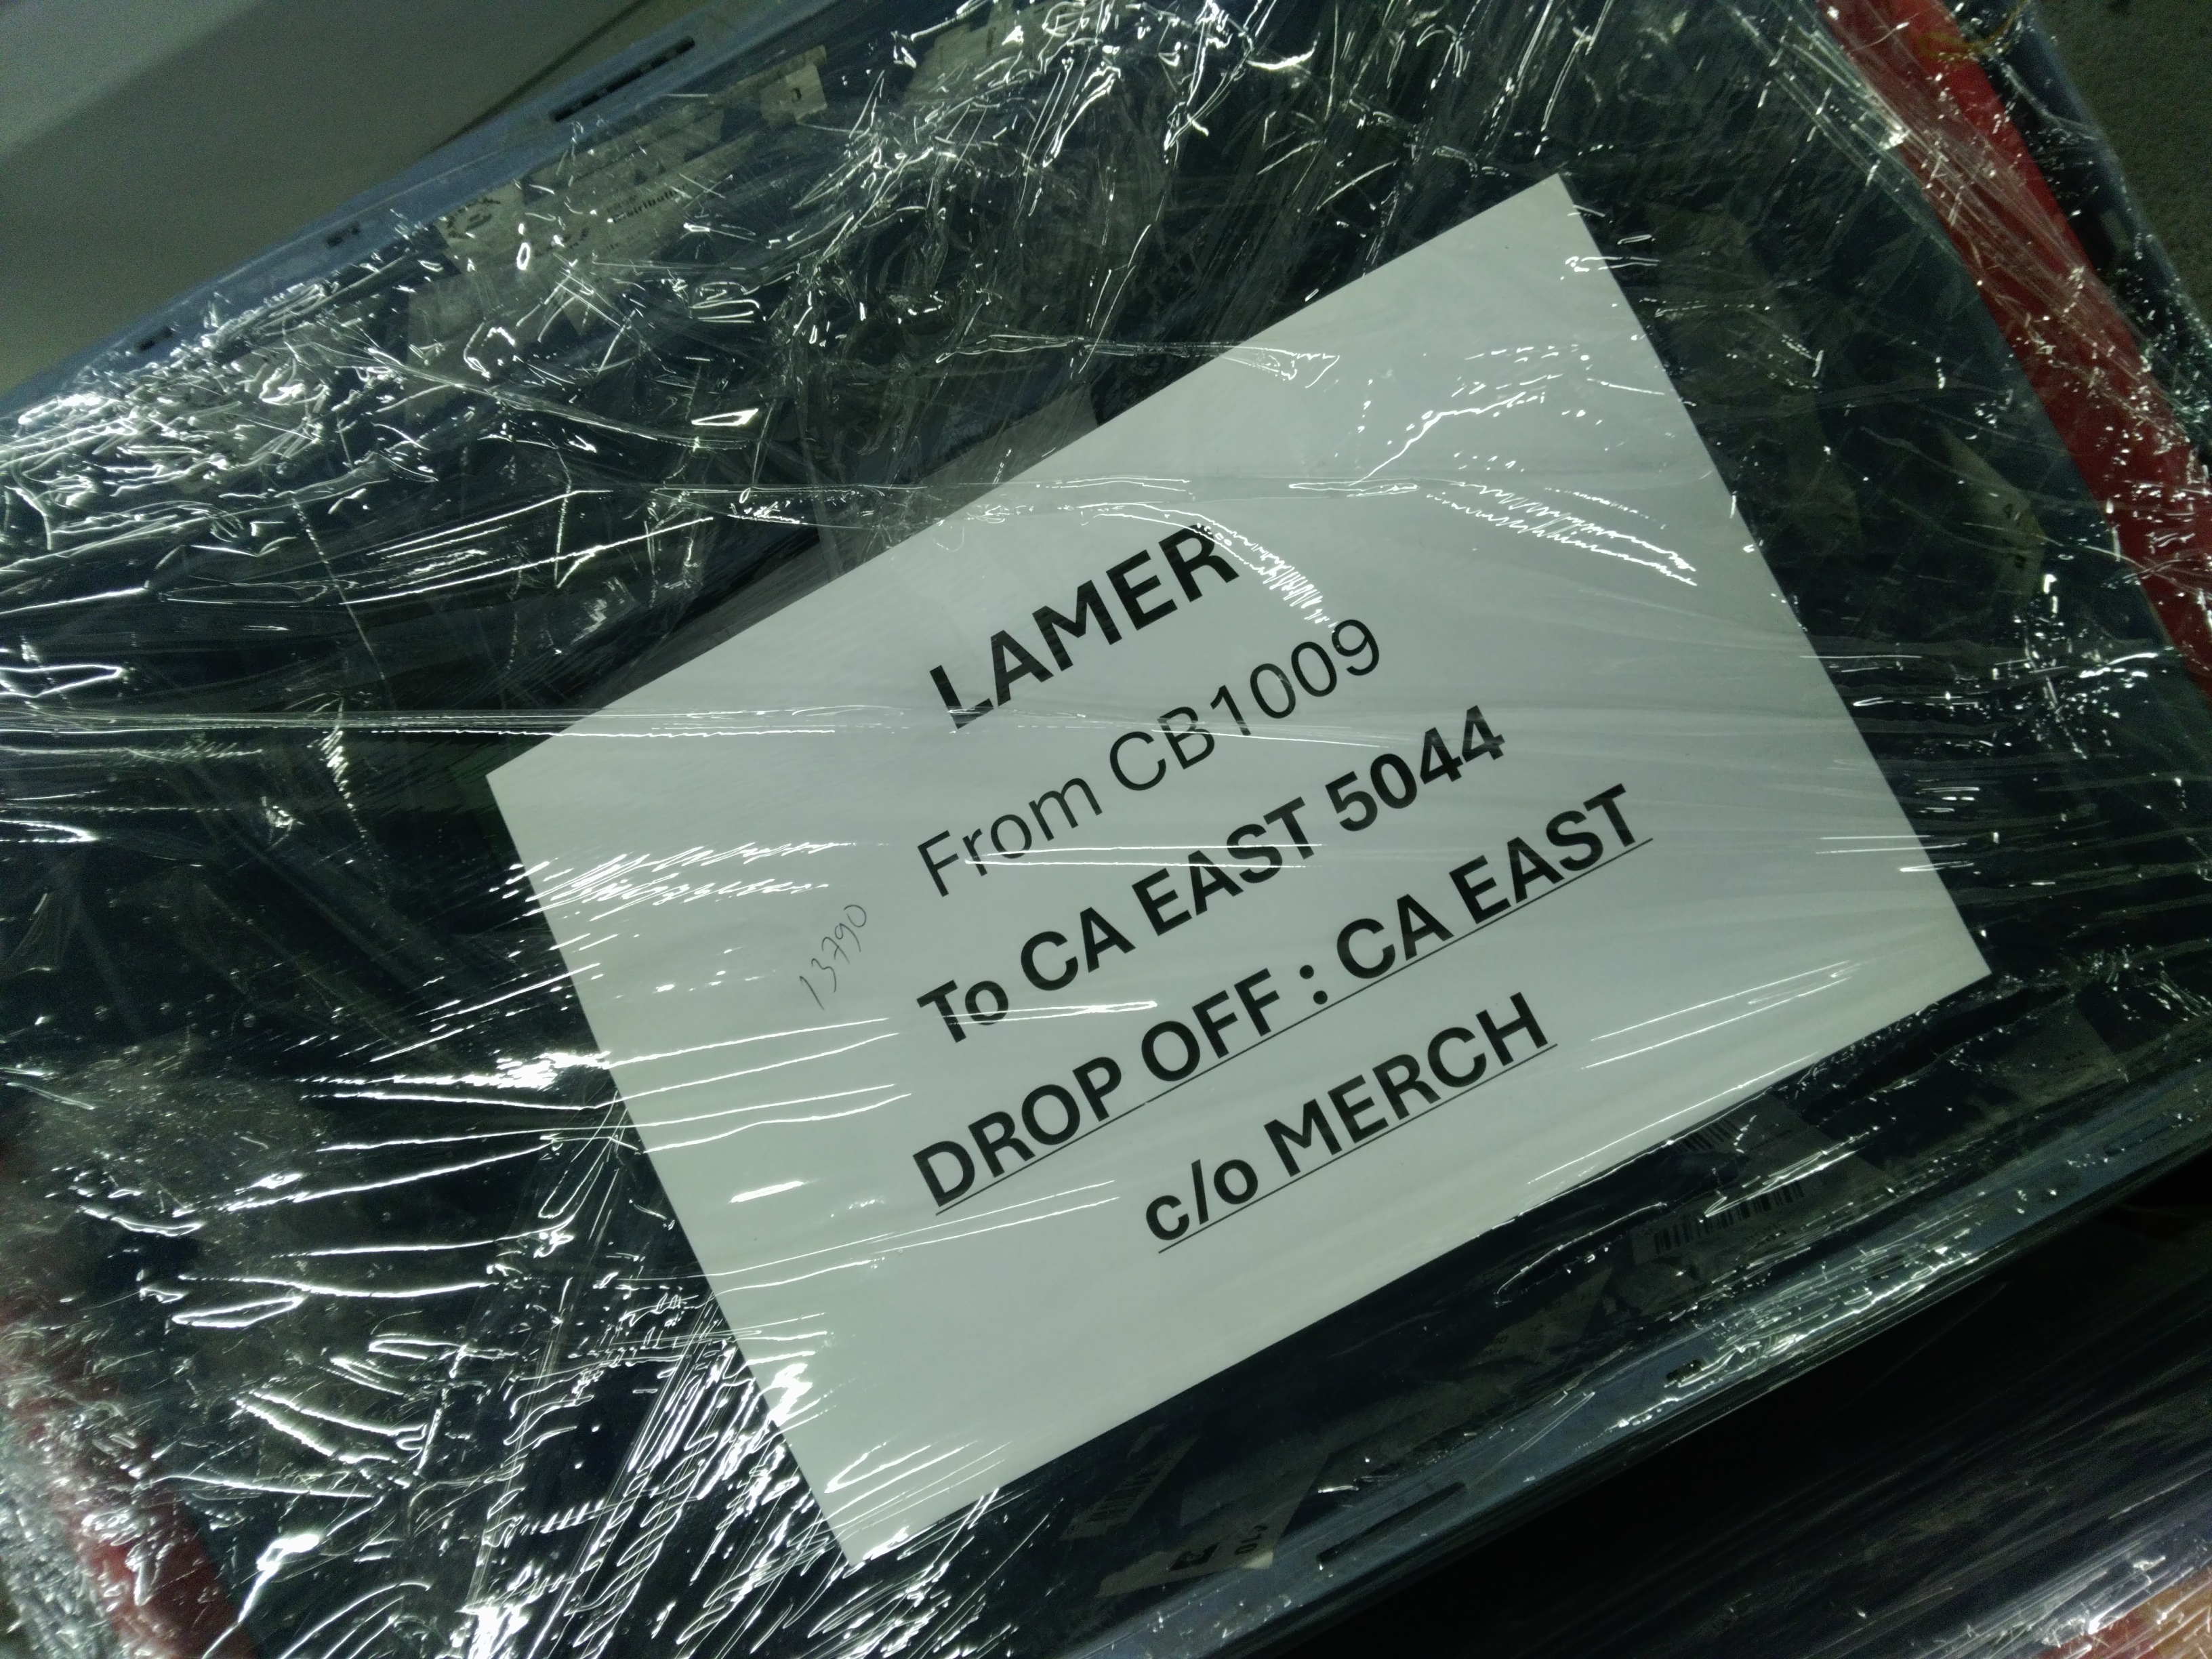 LAMER
From CB1009
To CA EAST 5044
13790
DROP OFF : CA EAST
c/o MERCH